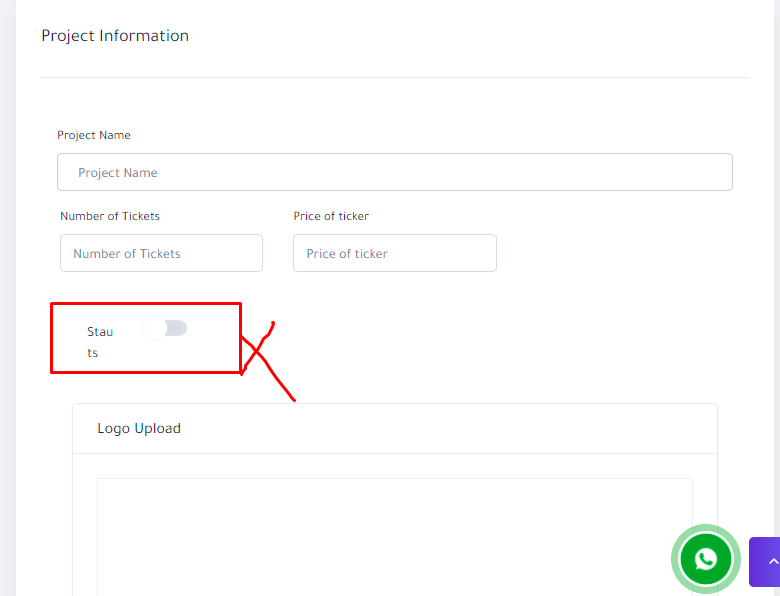 Project Information
Project Name
Project Name
Number of Tickets
Price of ticker
Number of Tickets
Price of ticker
Stau
ts
Logo Upload